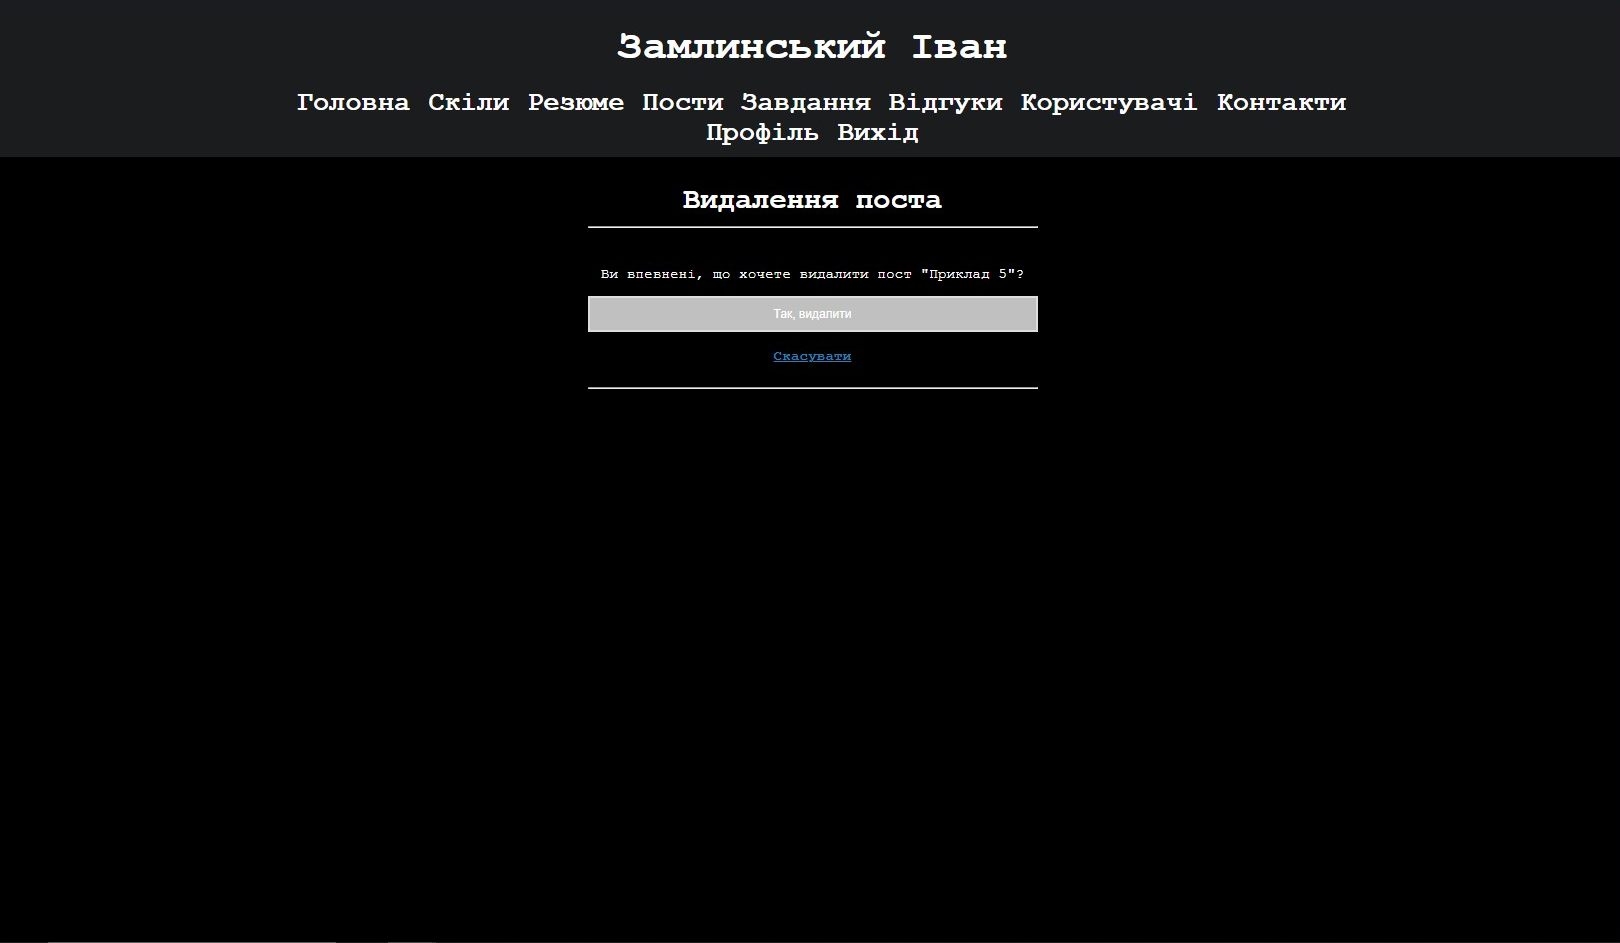 Замлинський Іван
Головна Скіли Резюме Пости Завдання Відгуки Користувачі Контакти
Профіль Вихід
Видалення поста
Ви впевнені, що хочете видалити пост "Приклад 5"?
Так, видалити
Скасувати